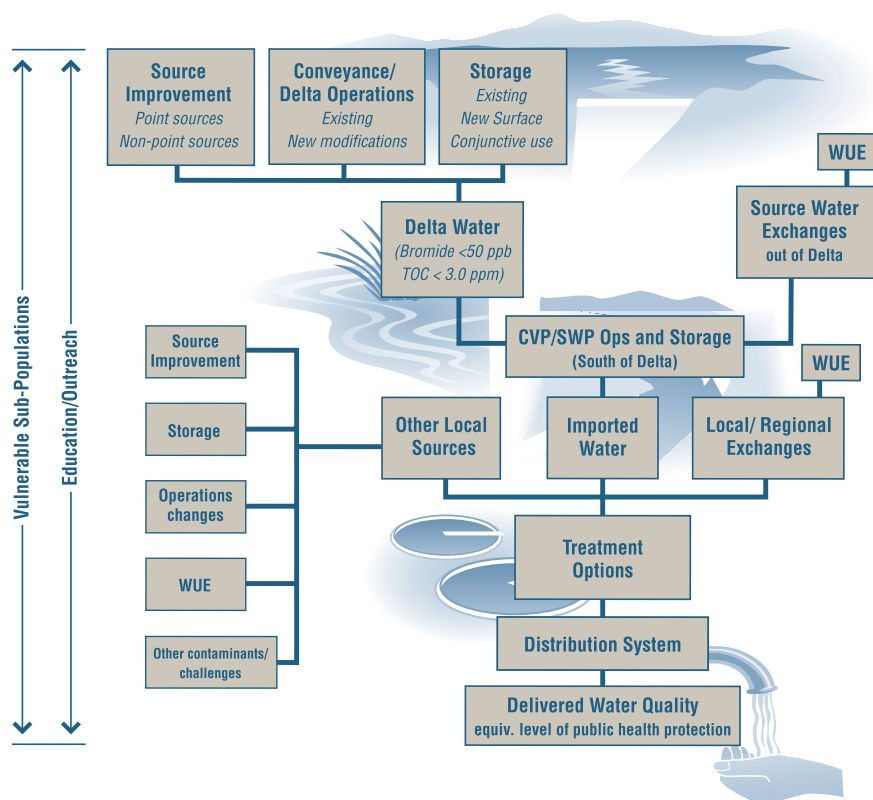 Source
Improvement
Point sources
Non-point sources
Conveyance/
Delta Operations
Existing
New modifications
Storage
Existing
New Surface
Conjunctive use
WUE
Source Water
Exchanges
out of Delta
Delta Water
(Bromide <50 ppb
TOC < 3.0 ppm)
CVP/SWP Ops and Storage
(South of Delta)
WUE
Other Local
Sources
Imported
Water
Local/ Regional
Exchanges
Source
Improvement
Storage
Operations
changes
WUE
Other contaminants/
challenges
Treatment
Options
Distribution System
Delivered Water Quality
equiv. level of public health protection
Vulnerable Sub-Populations
Education/Outreach